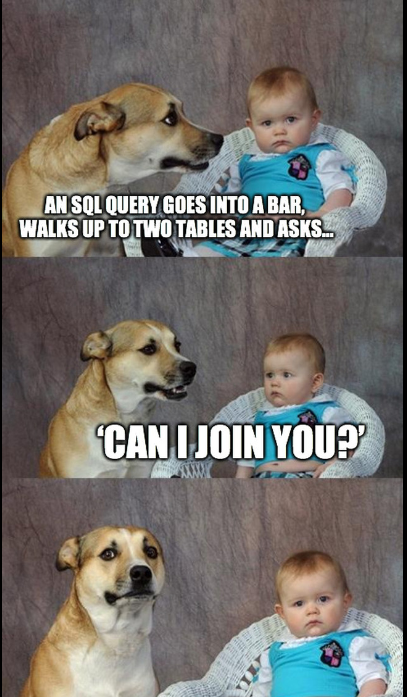 AN SQL QUERY GOES INTO A BAR,
WALKS UP TO TWO TABLES AND ASKS...
'CAN I JOIN YOU?'